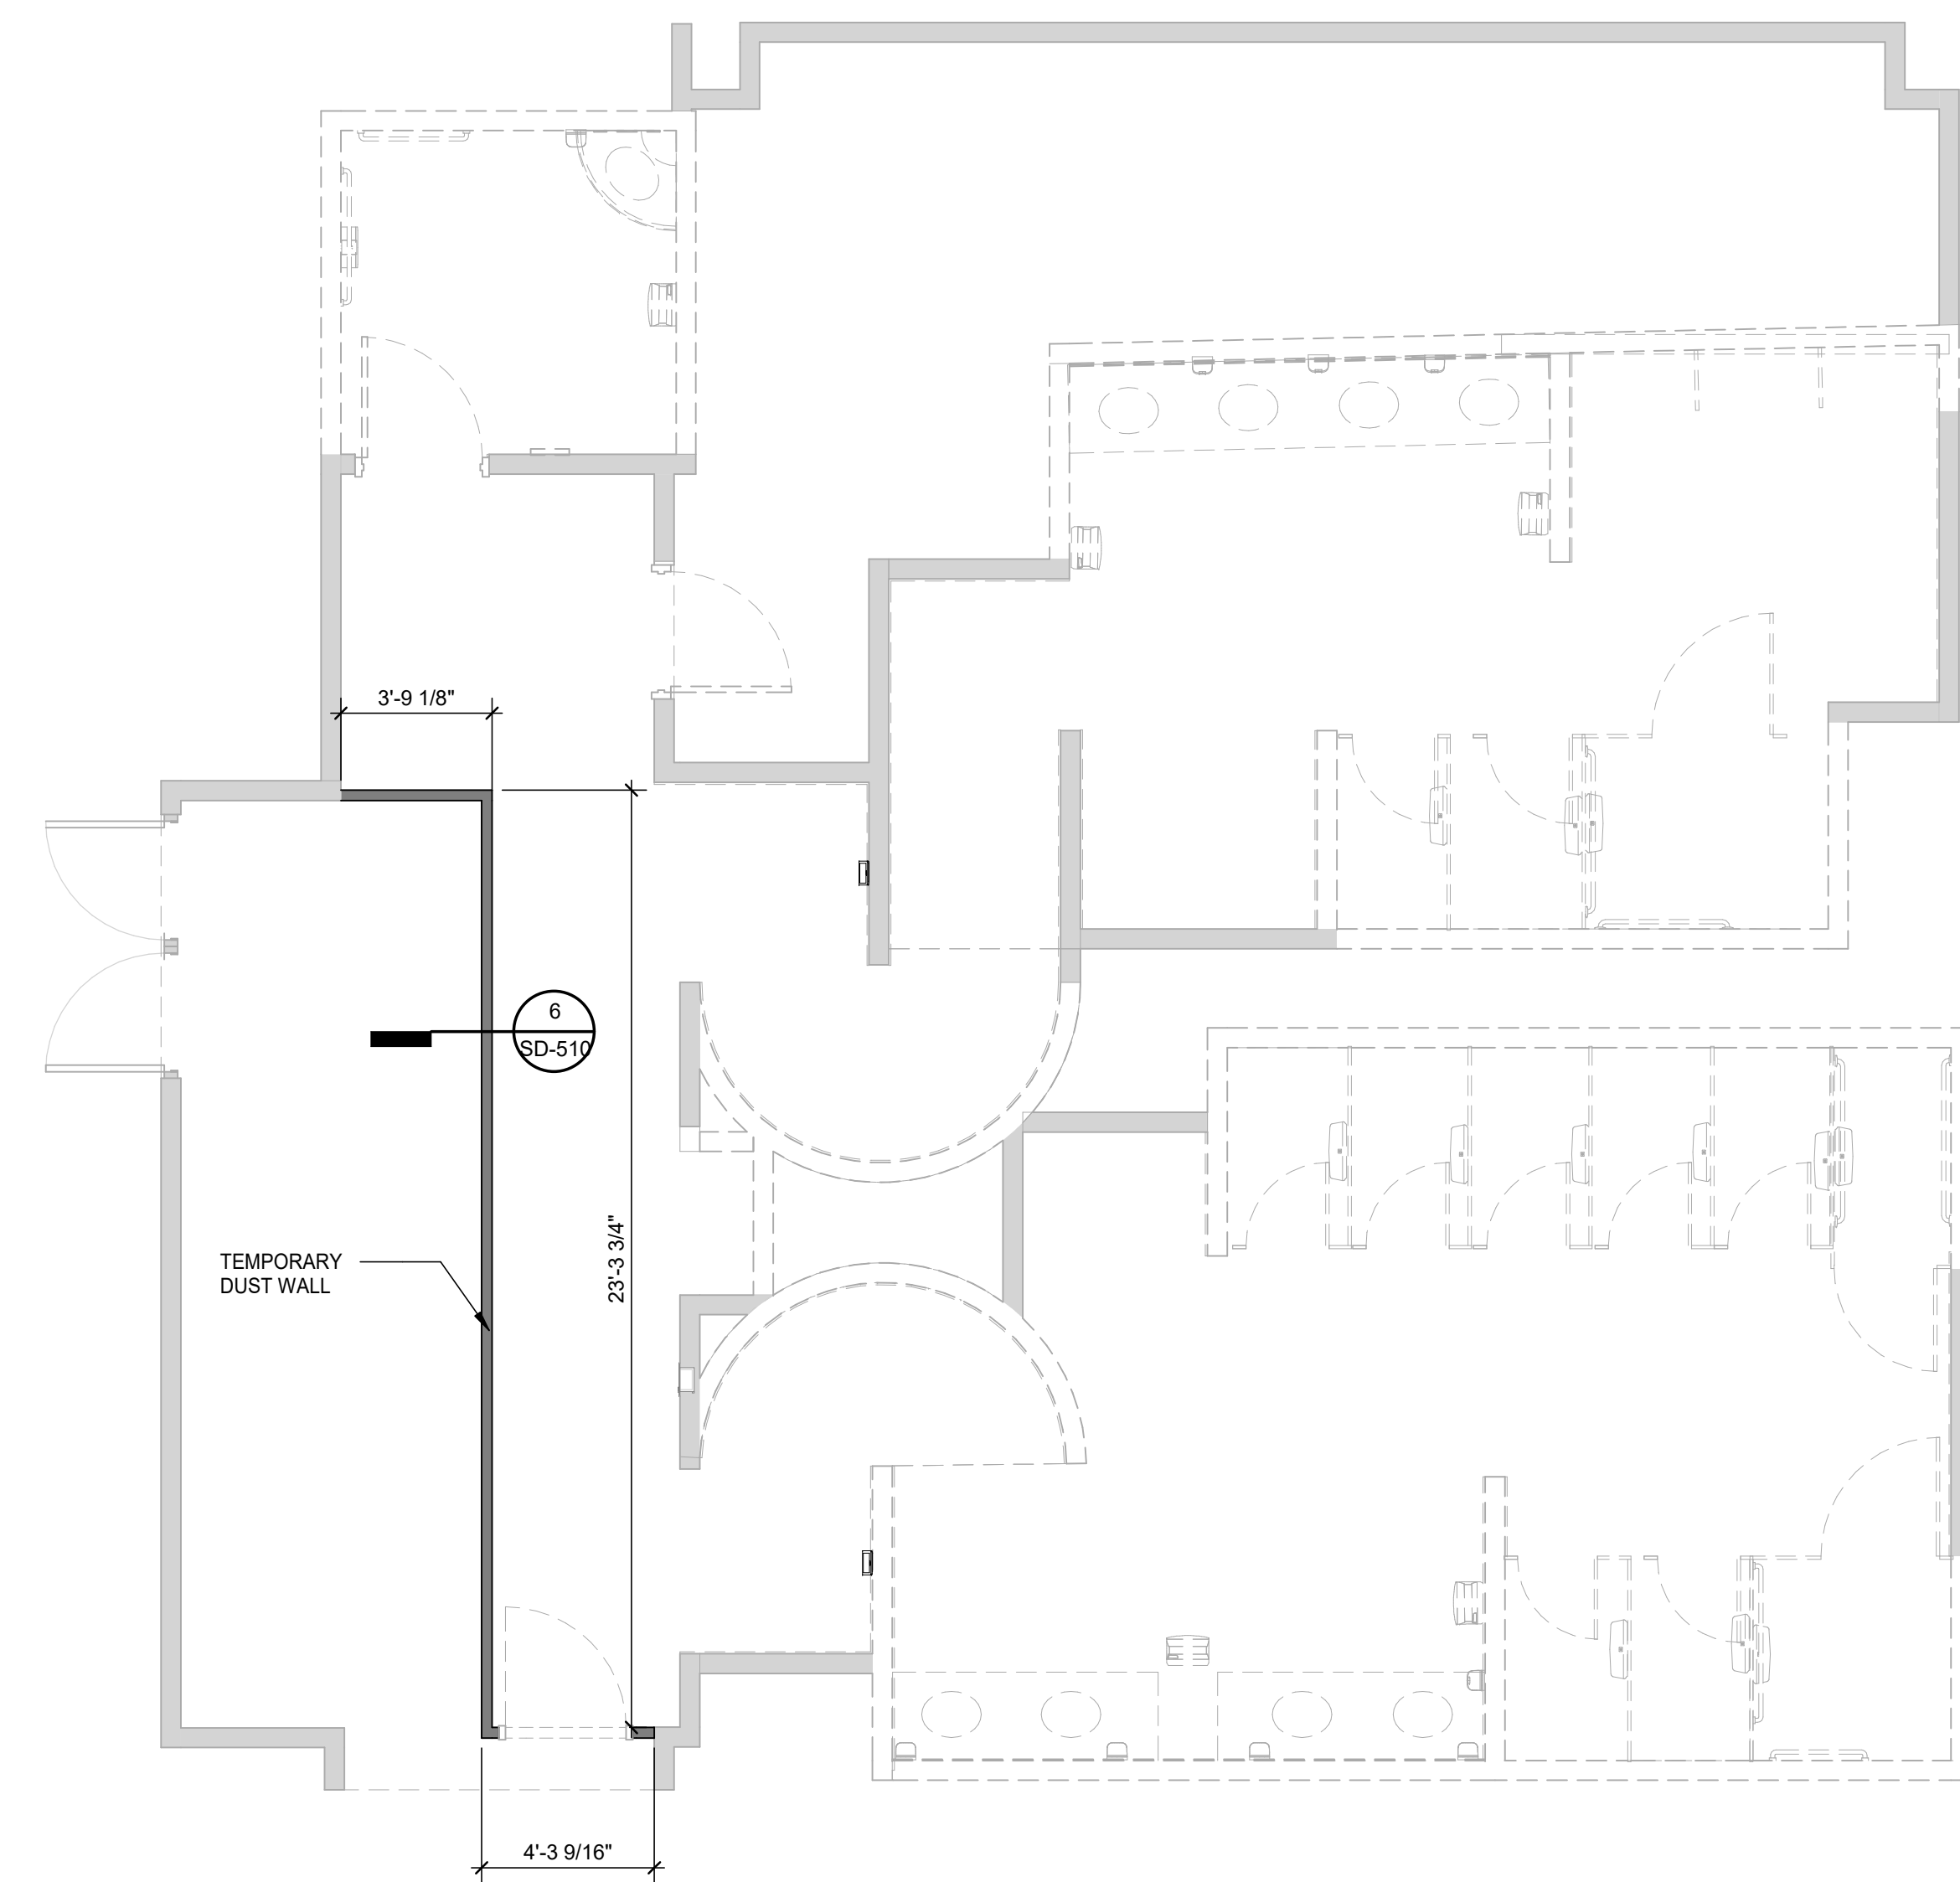 3'-9 1/8"
6
SD-510
23'-3 3/4"
TEMPORARY
DUST WALL
4'-3 9/16"